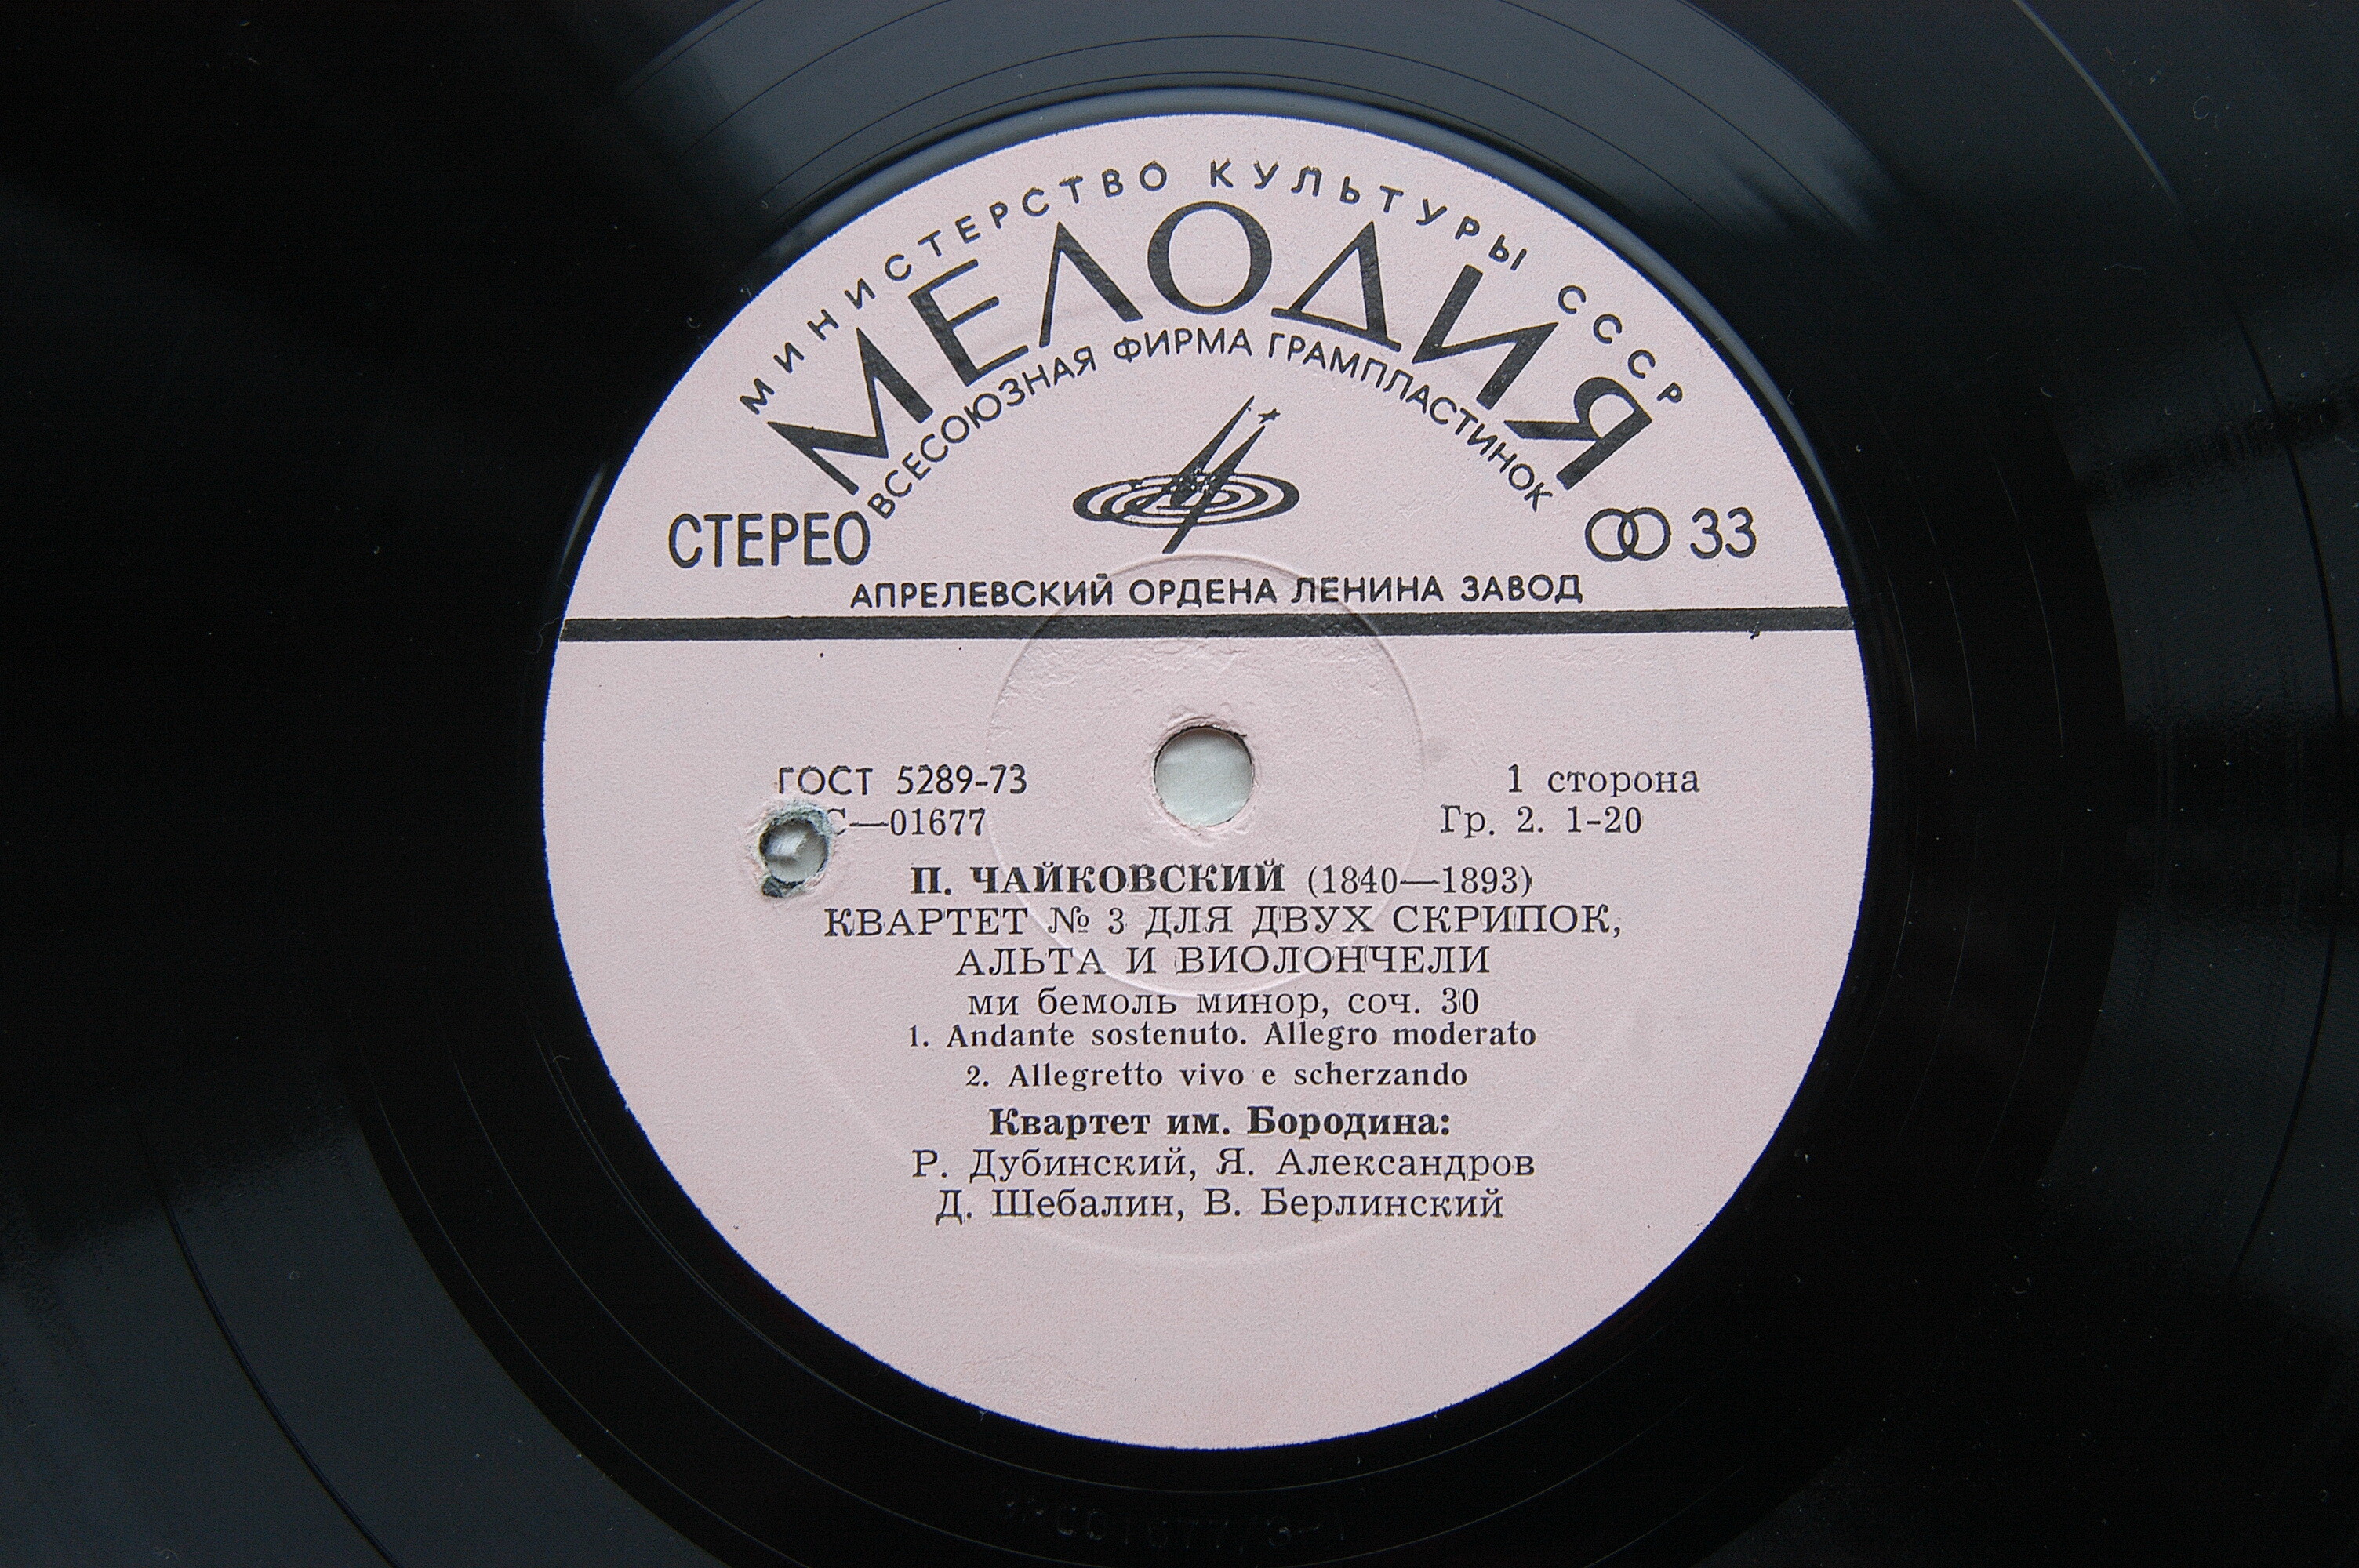 МИНИСТЕРСТВО КУЛЬТУРЫ СССР
МЕЛОДИЯ
ВСЕСОЮЗНАЯ ФИРМА ГРАМПЛАСТИНОК
СТЕРЕО 33
АПРЕЛЕВСКИЙ ОРДЕНА ЛЕНИНА ЗАВОД
ГОСТ 5289-73 1 сторона
С—01677 Гр. 2. 1-20
П. ЧАЙКОВСКИЙ (1840—1893)
КВАРТЕТ № 3 ДЛЯ ДВУХ СКРИПОК,
АЛЬТА И ВИОЛОНЧЕЛИ
ми бемоль минор, соч. 30
1. Andante sostenuto. Allegro moderato
2. Allegretto vivo e scherzando
Квартет им. Бородина:
Р. Дубинский, Я. Александров
Д. Шебалин, В. Берлинский